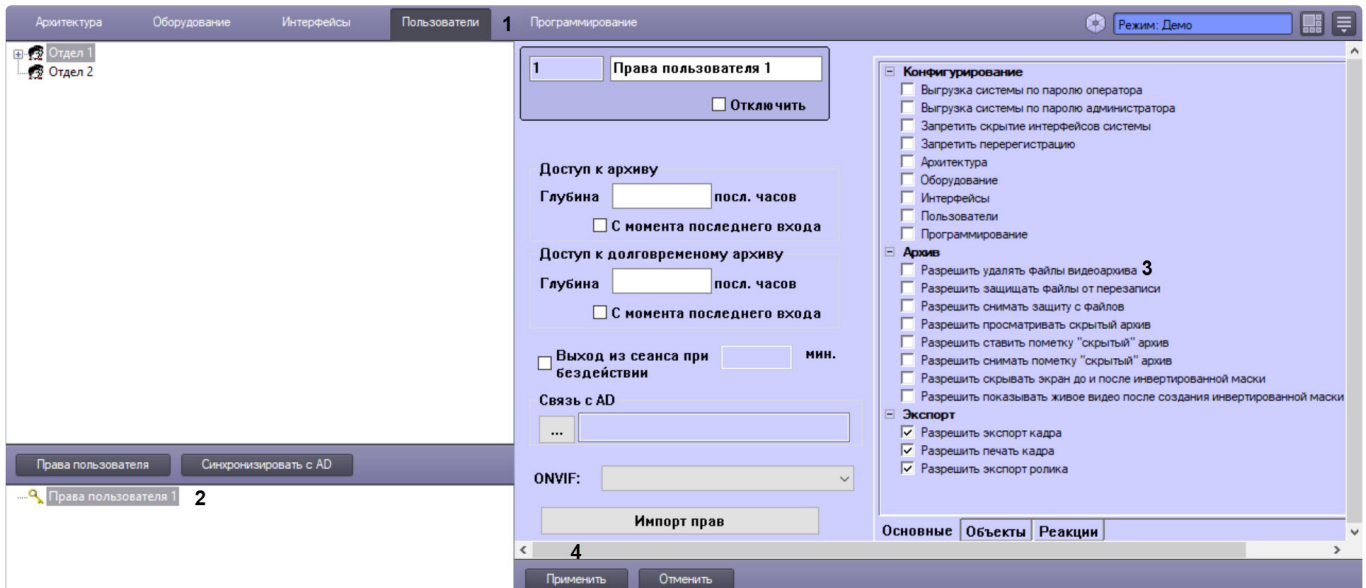 Архитектура Оборудование Интерфейсы Пользователи 1 Программирование Режим: Демо
Отдел 1
Отдел 2
Права пользователя Синхронизировать с AD
Права пользователя 1 2
1 Права пользователя 1
Отключить
Доступ к архиву
Глубина посл. часов
С момента последнего входа
Доступ к долговременому архиву
Глубина посл. часов
С момента последнего входа
Выход из сеанса при мин.
бездействии
Связь с AD
...
ONVIF:
Импорт прав
Конфигурирование
Выгрузка системы по паролю оператора
Выгрузка системы по паролю администратора
Запретить скрытие интерфейсов системы
Запретить перерегистрацию
Архитектура
Оборудование
Интерфейсы
Пользователи
Программирование
Архив
Разрешить удалять файлы видеоархива 3
Разрешить защищать файлы от перезаписи
Разрешить снимать защиту с файлов
Разрешить просматривать скрытый архив
Разрешить ставить пометку "скрытый" архив
Разрешить снимать пометку "скрытый" архив
Разрешить скрывать экран до и после инвертированной маски
Разрешить показывать живое видео после создания инвертированной маски
Экспорт
Разрешить экспорт кадра
Разрешить печать кадра
Разрешить экспорт ролика
Основные Объекты Реакции
4
Применить Отменить